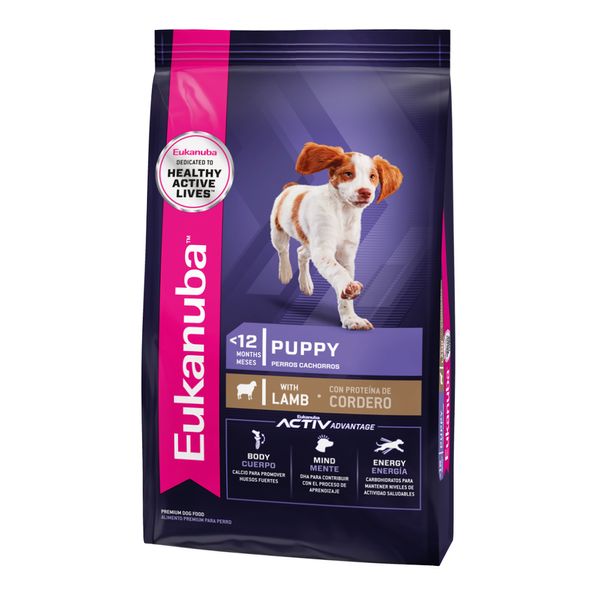 Eukanuba
DEDICATED TO
HEALTHY
ACTIVE
LIVES™
Eukanuba™
<12
MONTHS
MESES
PUPPY
PERROS CACHORROS
WITH
LAMB
CON PROTEÍNA DE
CORDERO
Eukanuba
ACTIV ADVANTAGE
BODY
CUERPO
CALCIO PARA PROMOVER
HUESOS FUERTES
MIND
MENTE
DHA PARA CONTRIBUIR
CON EL PROCESO DE
APRENDIZAJE
ENERGY
ENERGÍA
CARBOHIDRATOS PARA
MANTENER NIVELES DE
ACTIVIDAD SALUDABLES
PREMIUM DOG FOOD
ALIMENTO PREMIUM PARA PERRO
PUPPY